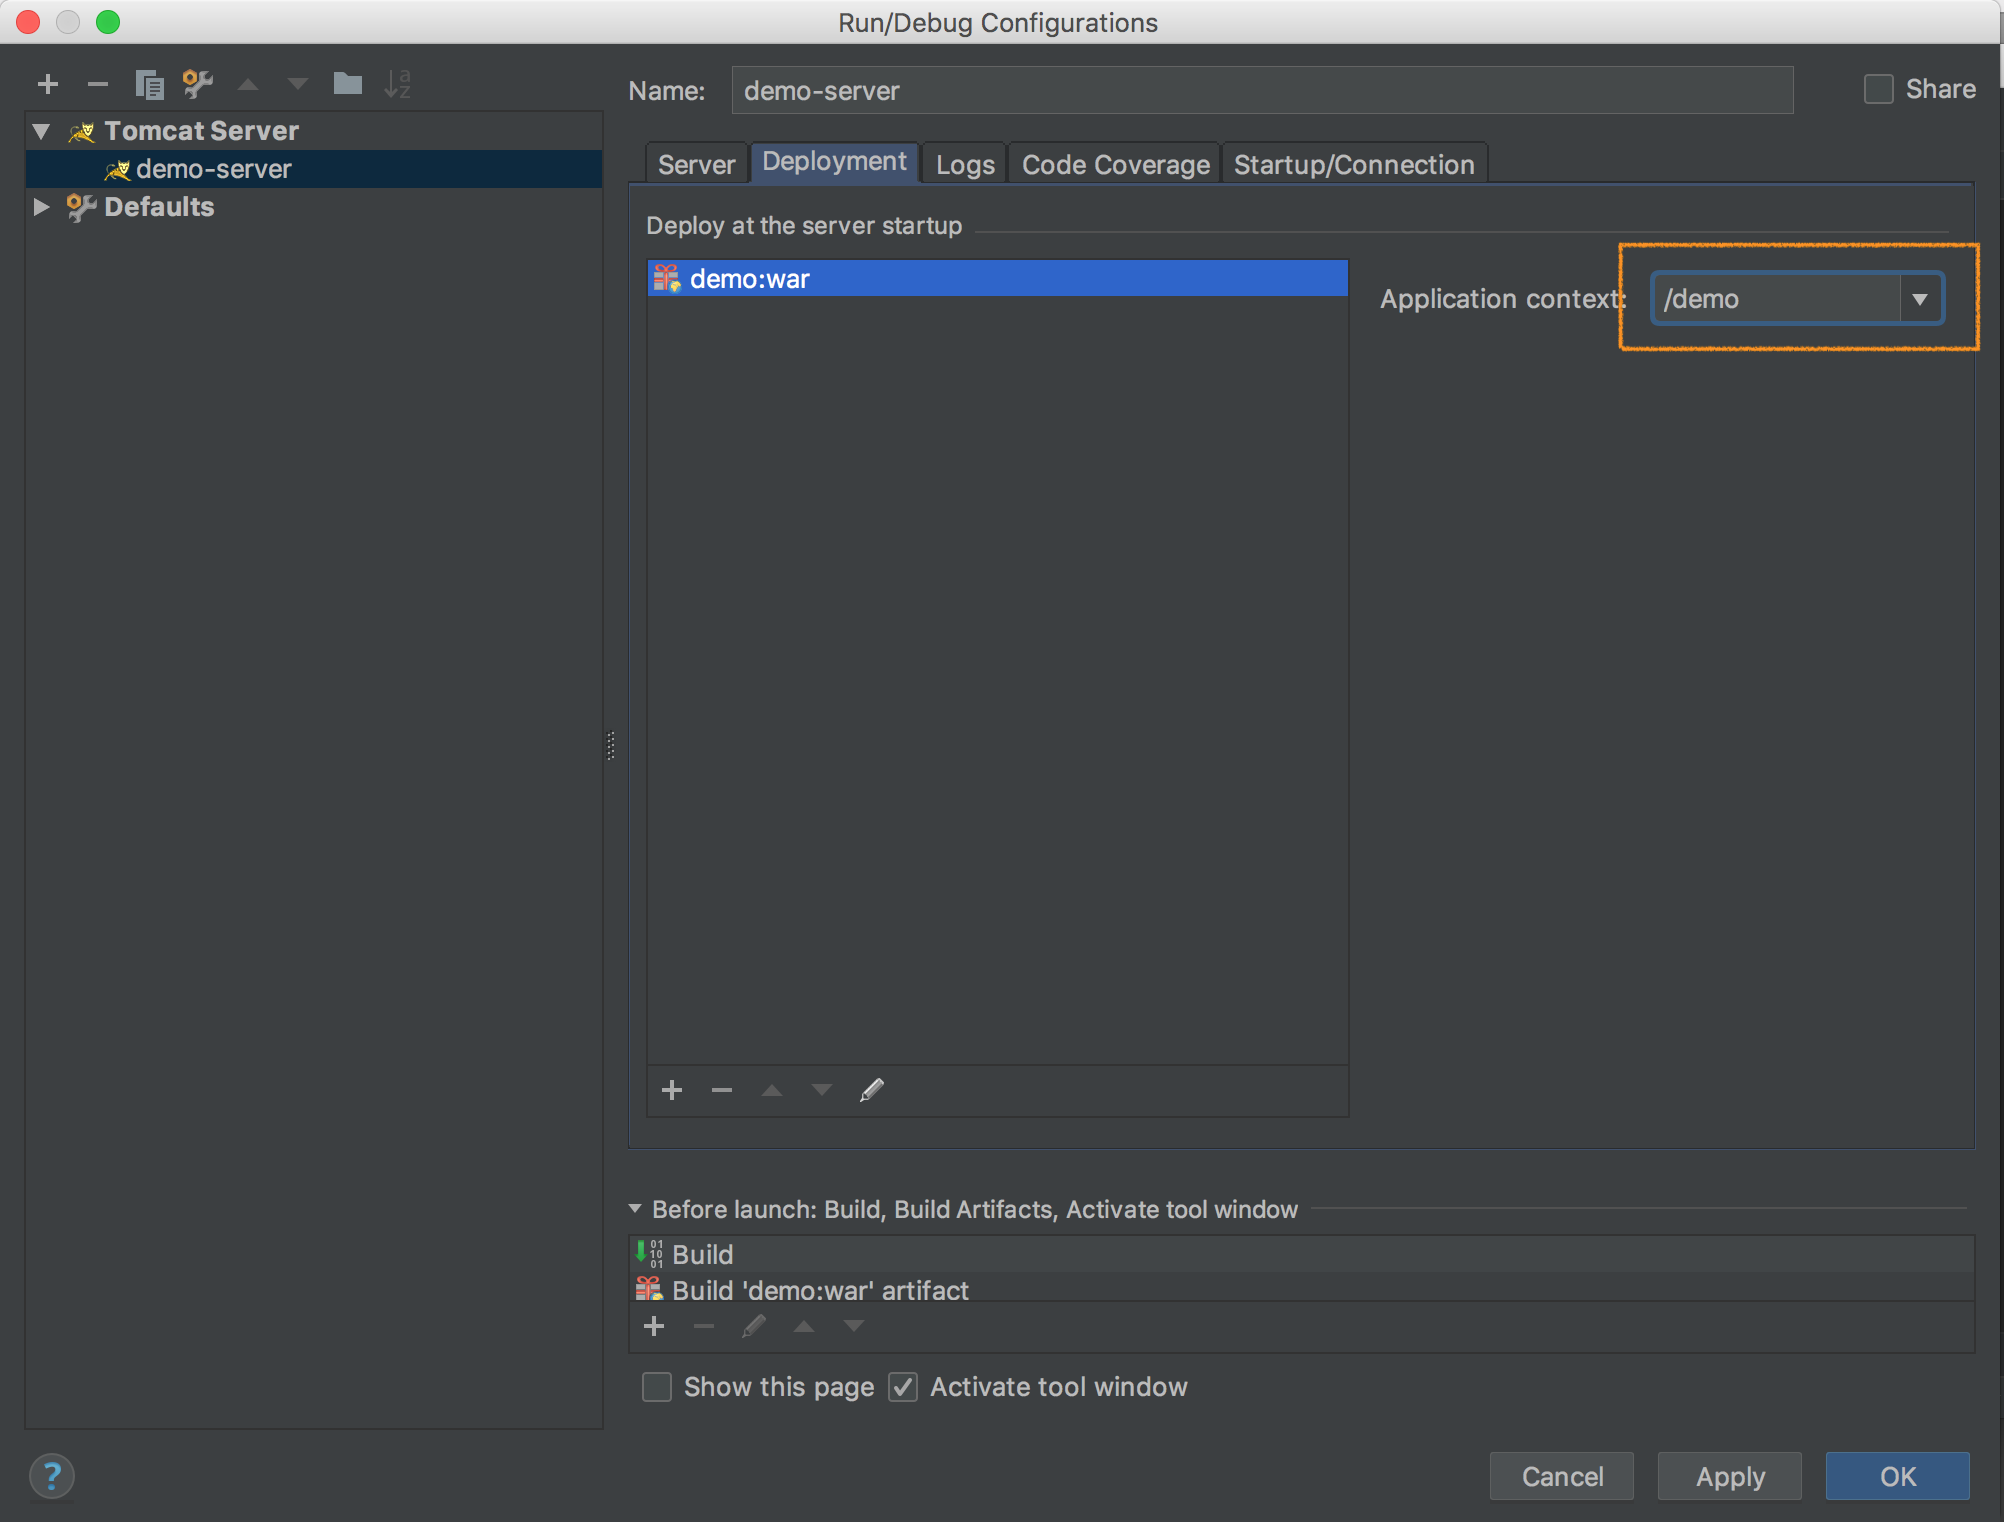 Run/Debug Configurations
Name: demo-server Share
Tomcat Server
demo-server
Defaults
Server Deployment Logs Code Coverage Startup/Connection
Deploy at the server startup
demo:war
Application context: /demo
Before launch: Build, Build Artifacts, Activate tool window
Build
Build 'demo:war' artifact
Show this page Activate tool window
? Cancel Apply OK